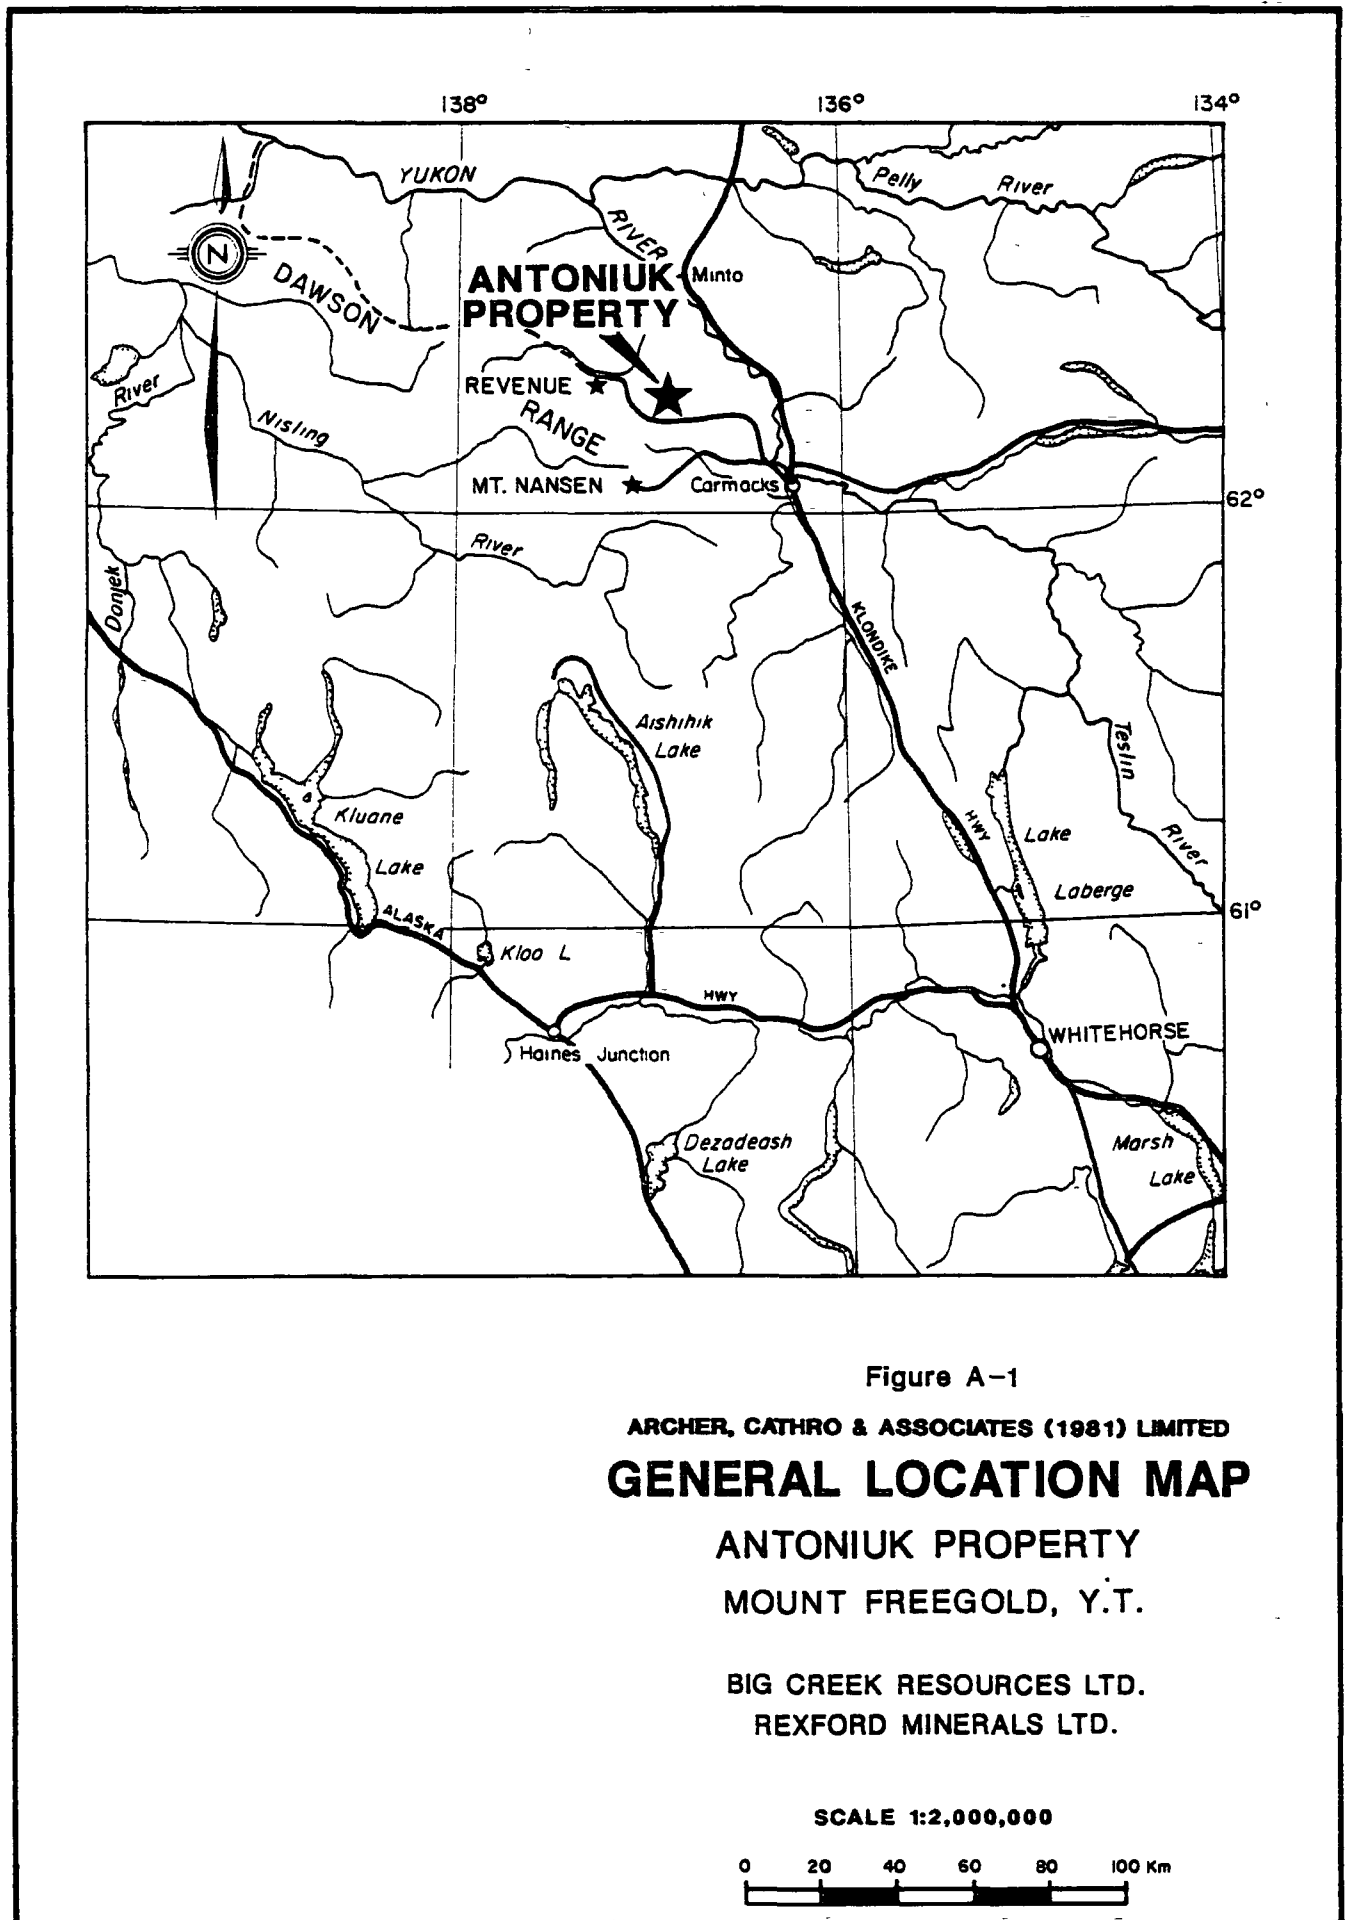 138° 136° 134°
YUKON
RIVER
Pelly River
N
DAWSON
ANTONIUK
PROPERTY
Minto
River
REVENUE
RANGE
Nisling
MT. NANSEN
Carmacks
62°
River
Donjek
KLONDIKE
Aishihik
Lake
Teslin
River
Kluane
Lake
HWY
Lake
Laberge
ALASKA
61°
Kloo L
HWY
WHITEHORSE
Haines Junction
Dezadeash
Lake
Marsh
Lake
Figure A-1
ARCHER, CATHRO & ASSOCIATES (1981) LIMITED
GENERAL LOCATION MAP
ANTONIUK PROPERTY
MOUNT FREEGOLD, Y.T.
BIG CREEK RESOURCES LTD.
REXFORD MINERALS LTD.
SCALE 1:2,000,000
0 20 40 60 80 100 Km